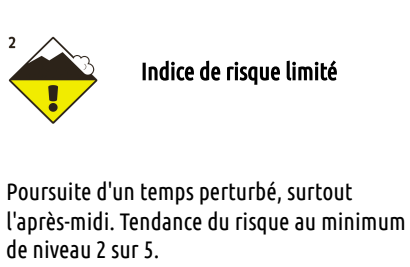 2
Indice de risque limité
Poursuite d'un temps perturbé, surtout
l'après-midi. Tendance du risque au minimum
de niveau 2 sur 5.